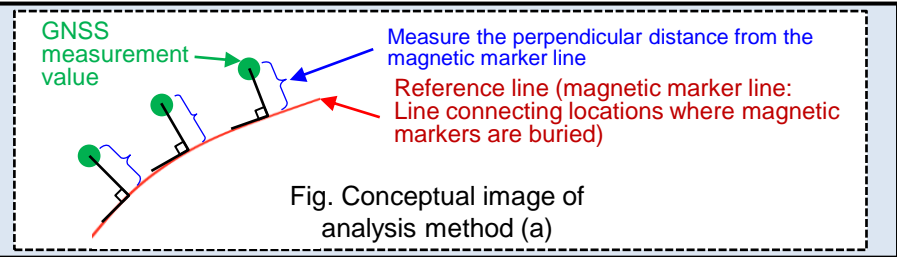 GNSS
measurement
value
Measure the perpendicular distance from the
magnetic marker line
Reference line (magnetic marker line:
Line connecting locations where magnetic
markers are buried)
Fig. Conceptual image of
analysis method (a)